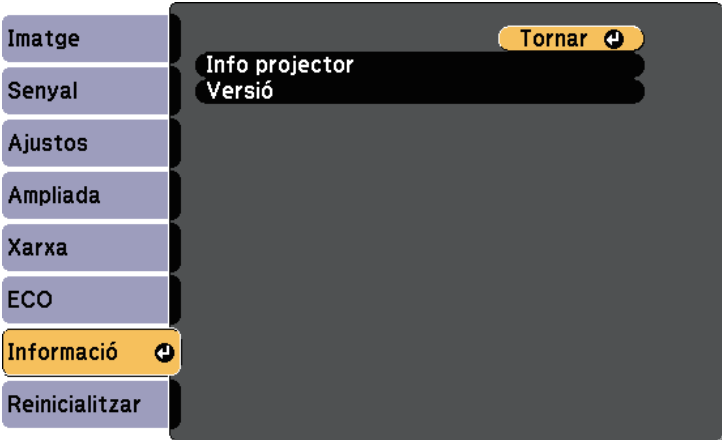 Imatge
Senyal
Ajustos
Ampliada
Xarxa
ECO
Informació
Reinicialitzar
Tornar
Info projector
Versió